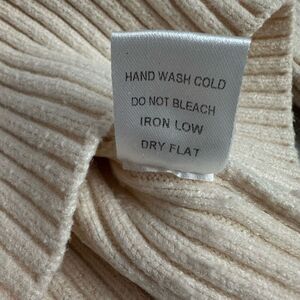 HAND WASH COLD
DO NOT BLEACH
IRON LOW
DRY FLAT